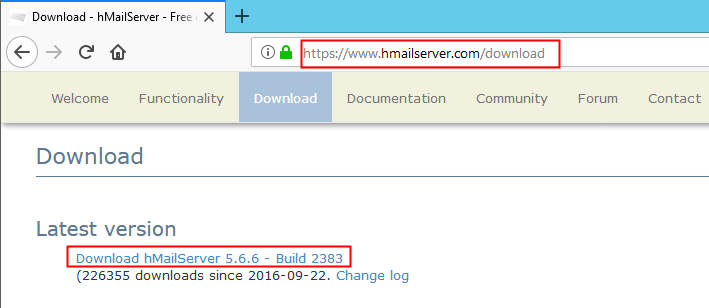 Download - hMailServer - Free
https://www.hmailserver.com/download
Welcome Functionality Download Documentation Community Forum Contact
Download
Latest version
Download hMailServer 5.6.6 - Build 2383
(226355 downloads since 2016-09-22. Change log